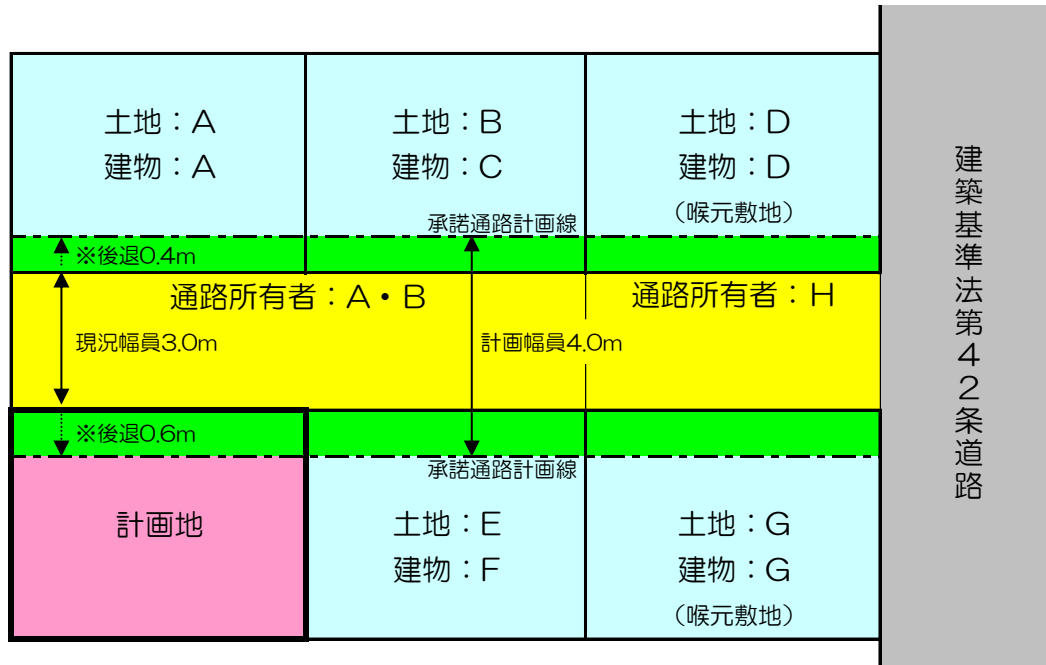 土地：A
建物：A
土地：B
建物：C
土地：D
建物：D
（喉元敷地）
承諾通路計画線
※後退0.4m
通路所有者：A・B
通路所有者：H
現況幅員3.0m
計画幅員4.0m
※後退0.6m
承諾通路計画線
計画地
土地：E
建物：F
土地：G
建物：G
（喉元敷地）
建築基準法第42条道路